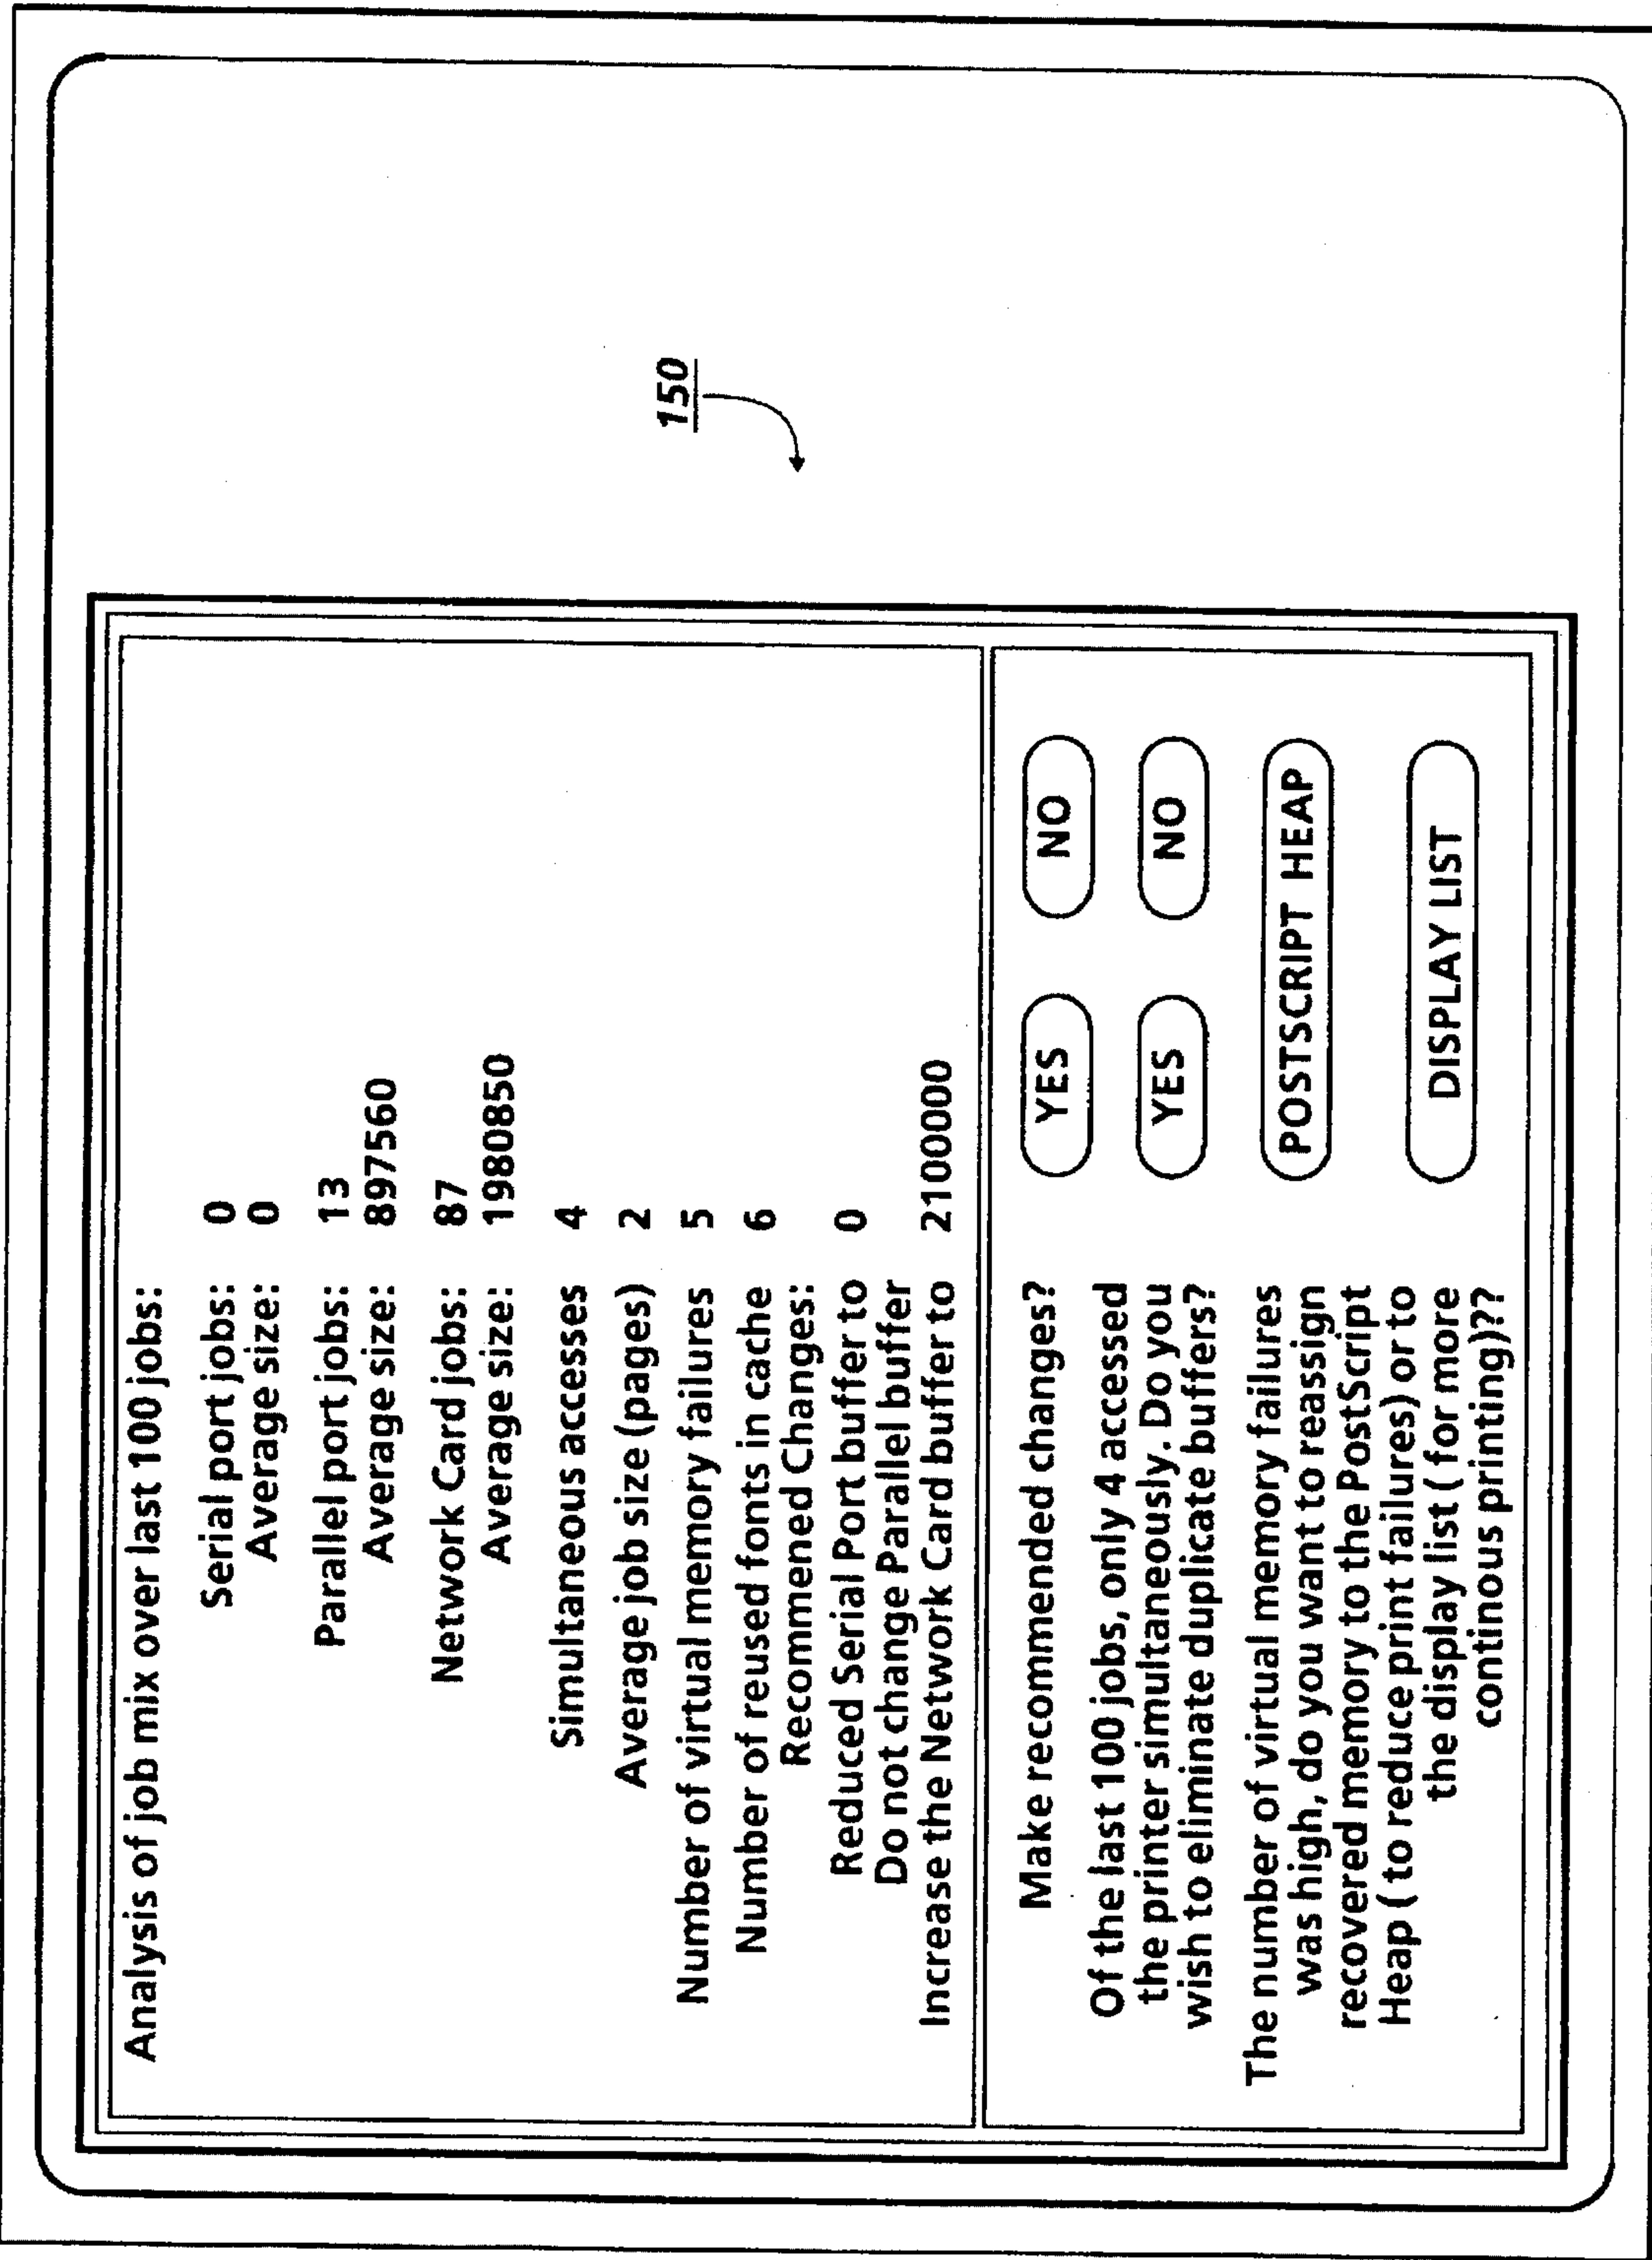 Analysis of job mix over last 100 jobs:
Serial port jobs: 0
Average size: 0
Parallel port jobs: 13
Average size: 897560
Network Card jobs: 87
Average size: 1980850
Simultaneous accesses 4
Average job size (pages) 2
Number of virtual memory failures 5
Number of reused fonts in cache 6
Recommened Changes:
Reduced Serial Port buffer to 0
Do not change Parallel buffer
Increase the Network Card buffer to 2100000
Make recommended changes? YES NO
Of the last 100 jobs, only 4 accessed
the printer simultaneously. Do you YES NO
wish to eliminate duplicate buffers?
The number of virtual memory failures
was high, do you want to reassign POSTSCRIPT HEAP
recovered memory to the PostScript
Heap ( to reduce print failures) or to
the display list ( for more DISPLAY LIST
continous printing)??
150